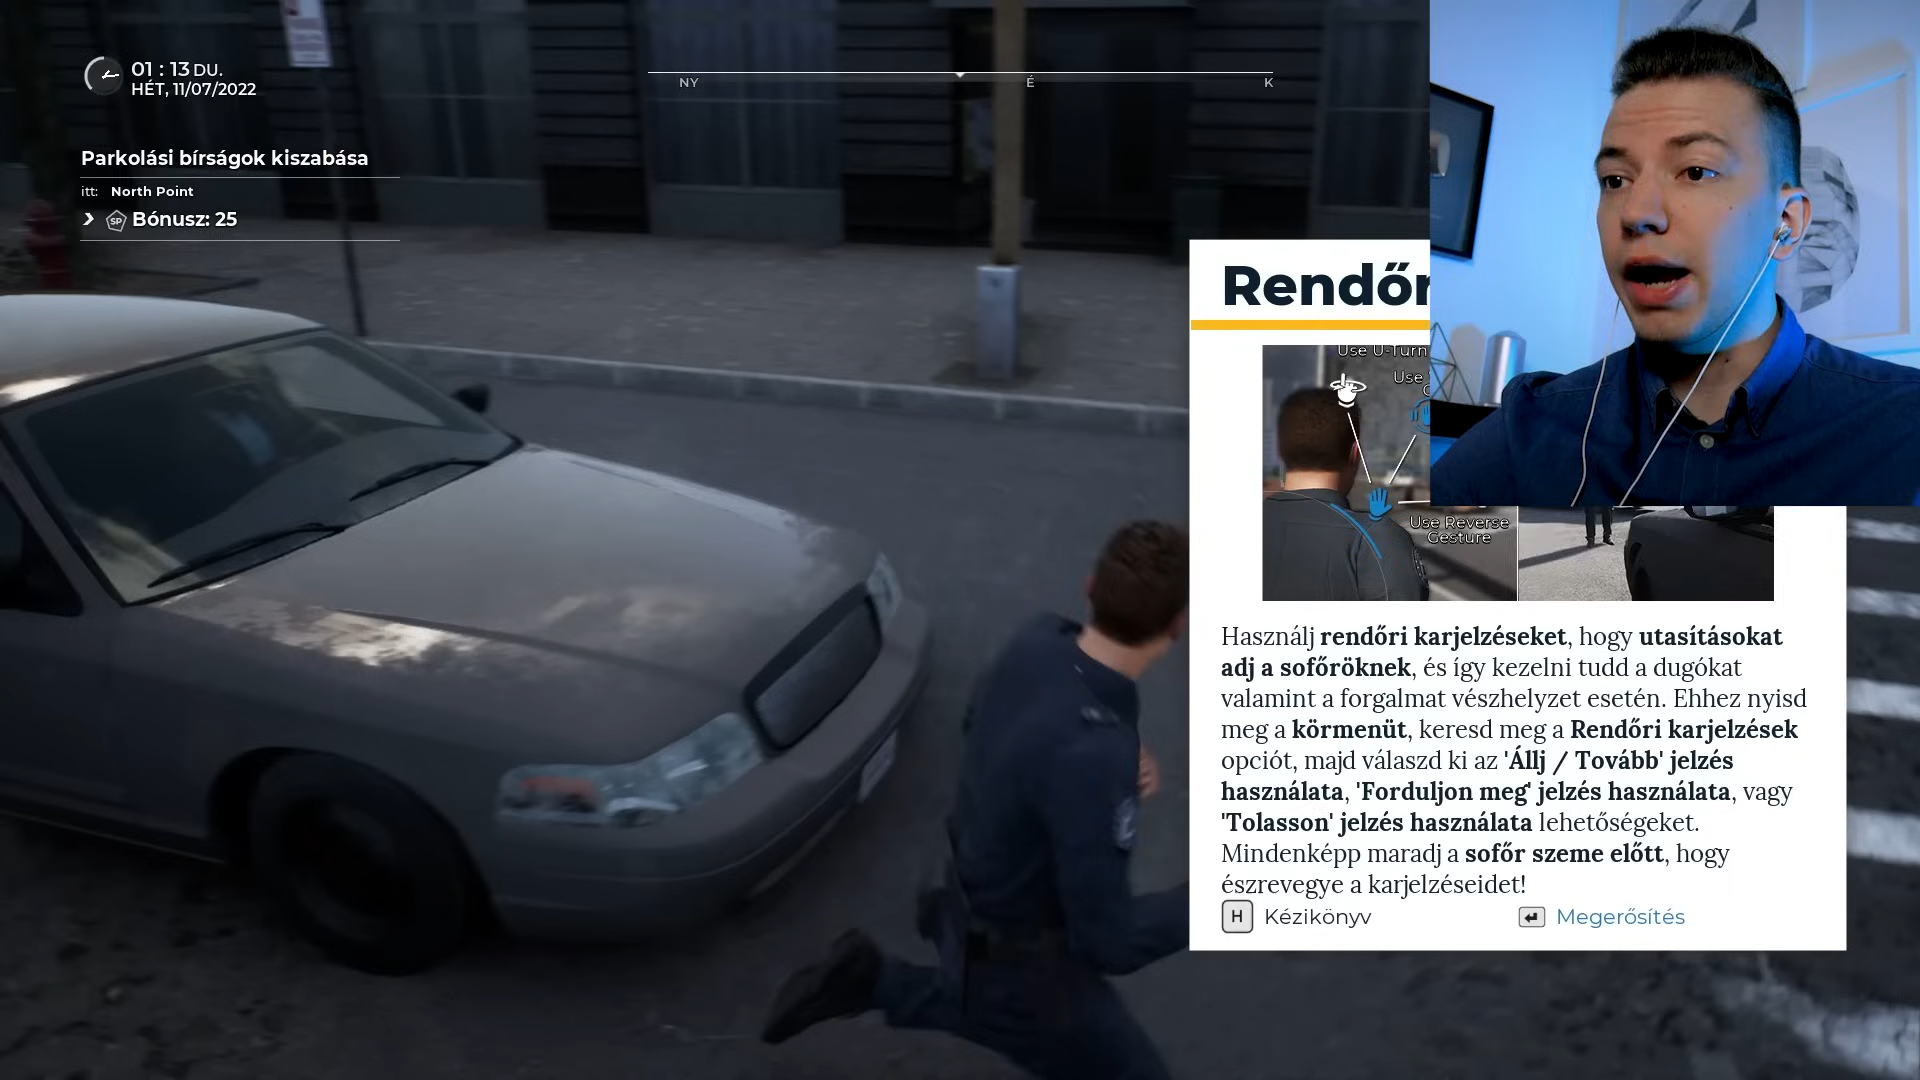 01 : 13 DU.
HÉT, 11/07/2022
NY
É
K
Parkolási bírságok kiszabása
itt: North Point
SP Bónusz: 25
Rendőr
Use U-Turn
Use
Use Reverse
Gesture
Használj rendőri karjelzéseket, hogy utasításokat
adj a sofőröknek, és így kezelni tudd a dugókat
valamint a forgalmat vészhelyzet esetén. Ehhez nyisd
meg a körmenüt, keresd meg a Rendőri karjelzések
opciót, majd válaszd ki az 'Állj / Tovább' jelzés
használata, 'Forduljon meg' jelzés használata, vagy
'Tolasson' jelzés használata lehetőségeket.
Mindenképp maradj a sofőr szeme előtt, hogy
észrevegye a karjelzéseidet!
H Kézikönyv
Megerősítés